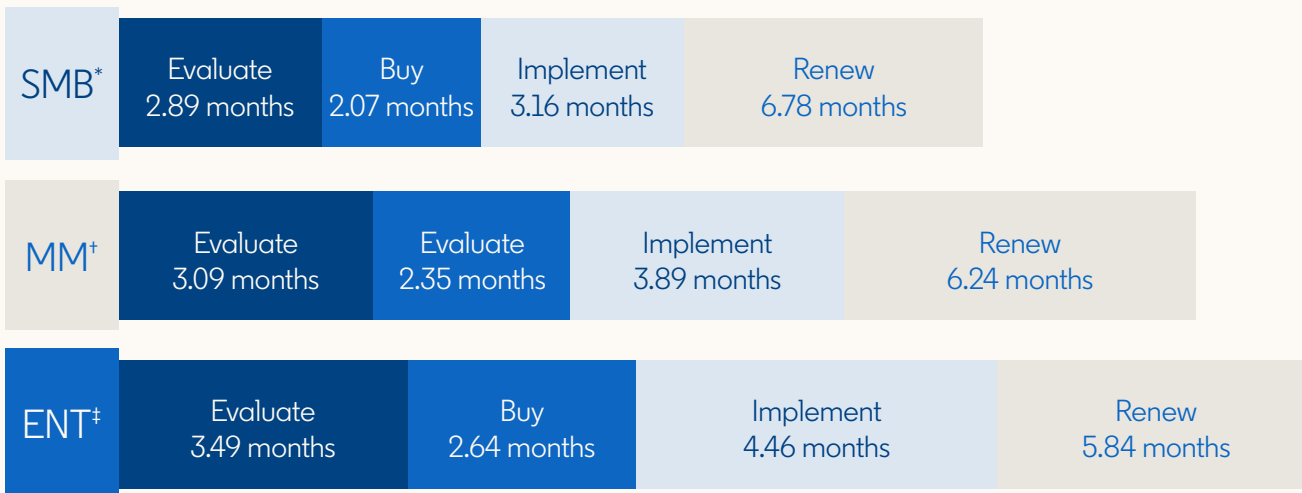 SMB*
Evaluate
2.89 months
Buy
2.07 months
Implement
3.16 months
Renew
6.78 months
MM†
Evaluate
3.09 months
Evaluate
2.35 months
Implement
3.89 months
Renew
6.24 months
ENT‡
Evaluate
3.49 months
Buy
2.64 months
Implement
4.46 months
Renew
5.84 months